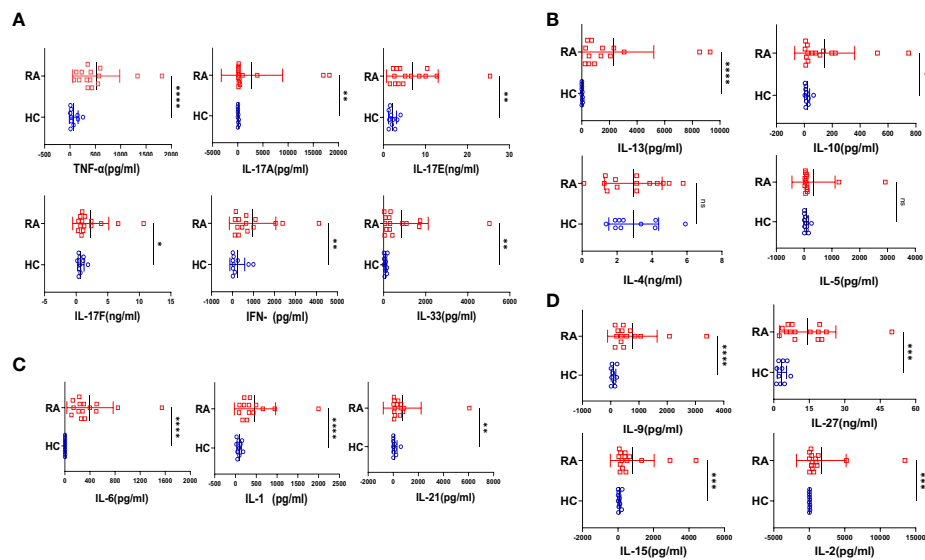 A
RA
HC
****
-500 0 500 1000 1500 2000
TNF-α(pg/ml)
RA
HC
**
-5000 0 5000 10000 15000 20000
IL-17A(pg/ml)
RA
HC
**
0 10 20 30
IL-17E(ng/ml)
RA
HC
*
-5 0 5 10 15
IL-17F(ng/ml)
RA
HC
**
-1000 0 1000 2000 3000 4000 5000
IFN- (pg/ml)
RA
HC
**
0 2000 4000 6000
IL-33(pg/ml)
B
RA
HC
****
0 2000 4000 6000 8000 10000
IL-13(pg/ml)
RA
HC
-200 0 200 400 600 800
IL-10(pg/ml)
RA
HC
ns
0 2 4 6 8
IL-4(ng/ml)
RA
HC
ns
-1000 0 1000 2000 3000 4000
IL-5(pg/ml)
C
RA
HC
****
0 400 800 1200 1600 2000
IL-6(pg/ml)
RA
HC
****
-500 0 500 1000 1500 2000 2500
IL-1 (pg/ml)
RA
HC
**
-2000 0 2000 4000 6000 8000
IL-21(pg/ml)
D
RA
HC
****
-1000 0 1000 2000 3000 4000
IL-9(pg/ml)
RA
HC
***
0 15 30 45 60
IL-27(ng/ml)
RA
HC
***
-2000 0 2000 4000 6000
IL-15(pg/ml)
RA
HC
***
-5000 0 5000 10000
IL-2(pg/ml)